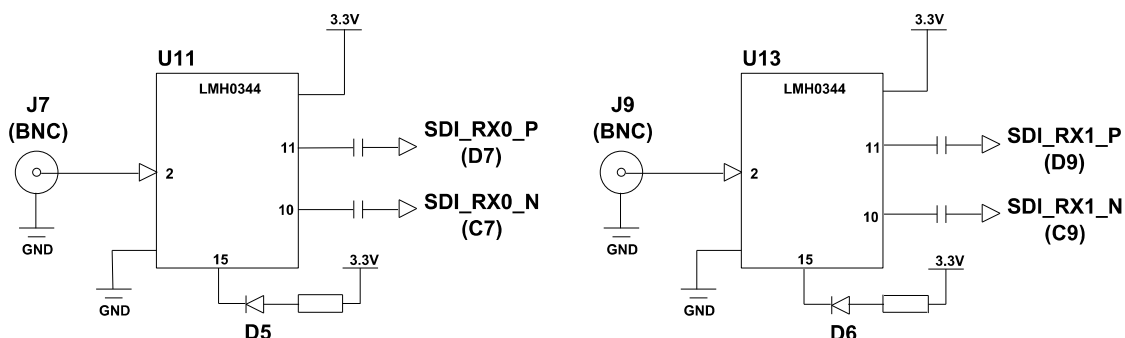 3.3V
U11
LMH0344
J7
(BNC)
2
11
SDI_RX0_P
(D7)
10
SDI_RX0_N
(C7)
GND
15
3.3V
GND
D5
3.3V
U13
LMH0344
J9
(BNC)
2
11
SDI_RX1_P
(D9)
10
SDI_RX1_N
(C9)
GND
15
3.3V
GND
D6